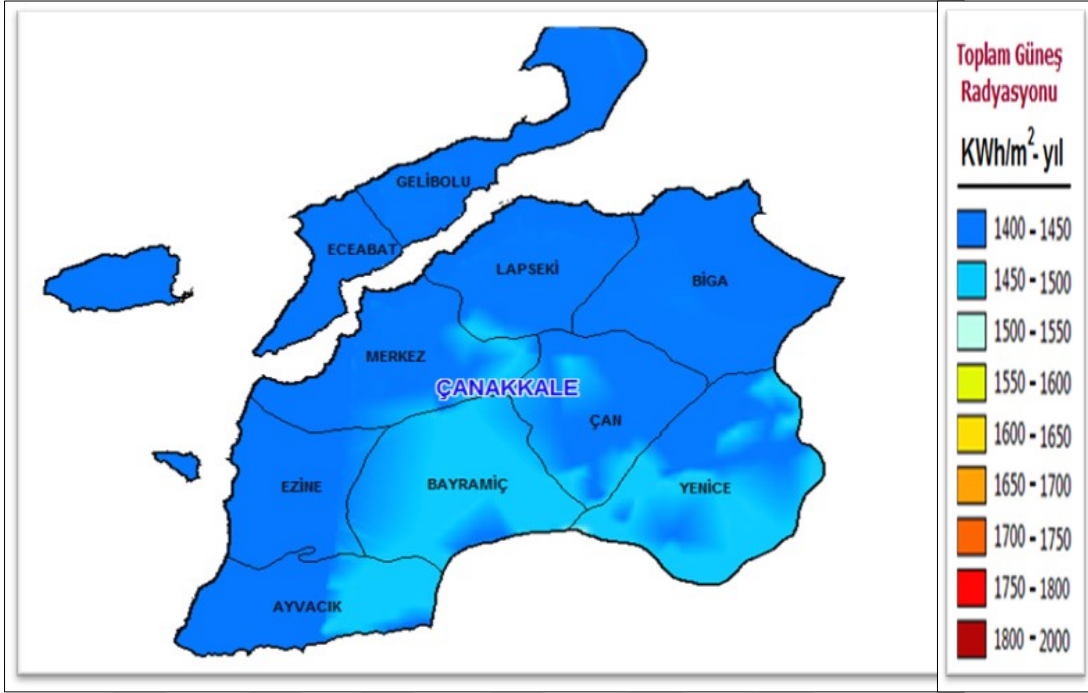 GELİBOLU
ECEABAT
LAPSEKİ
BİGA
MERKEZ
ÇANAKKALE
ÇAN
EZİNE
BAYRAMİÇ
YENİCE
AYVACIK
Toplam Güneş
Radyasyonu
KWh/m²- yıl
1400 - 1450
1450 - 1500
1500 - 1550
1550 - 1600
1600 - 1650
1650 - 1700
1700 - 1750
1750 - 1800
1800 - 2000